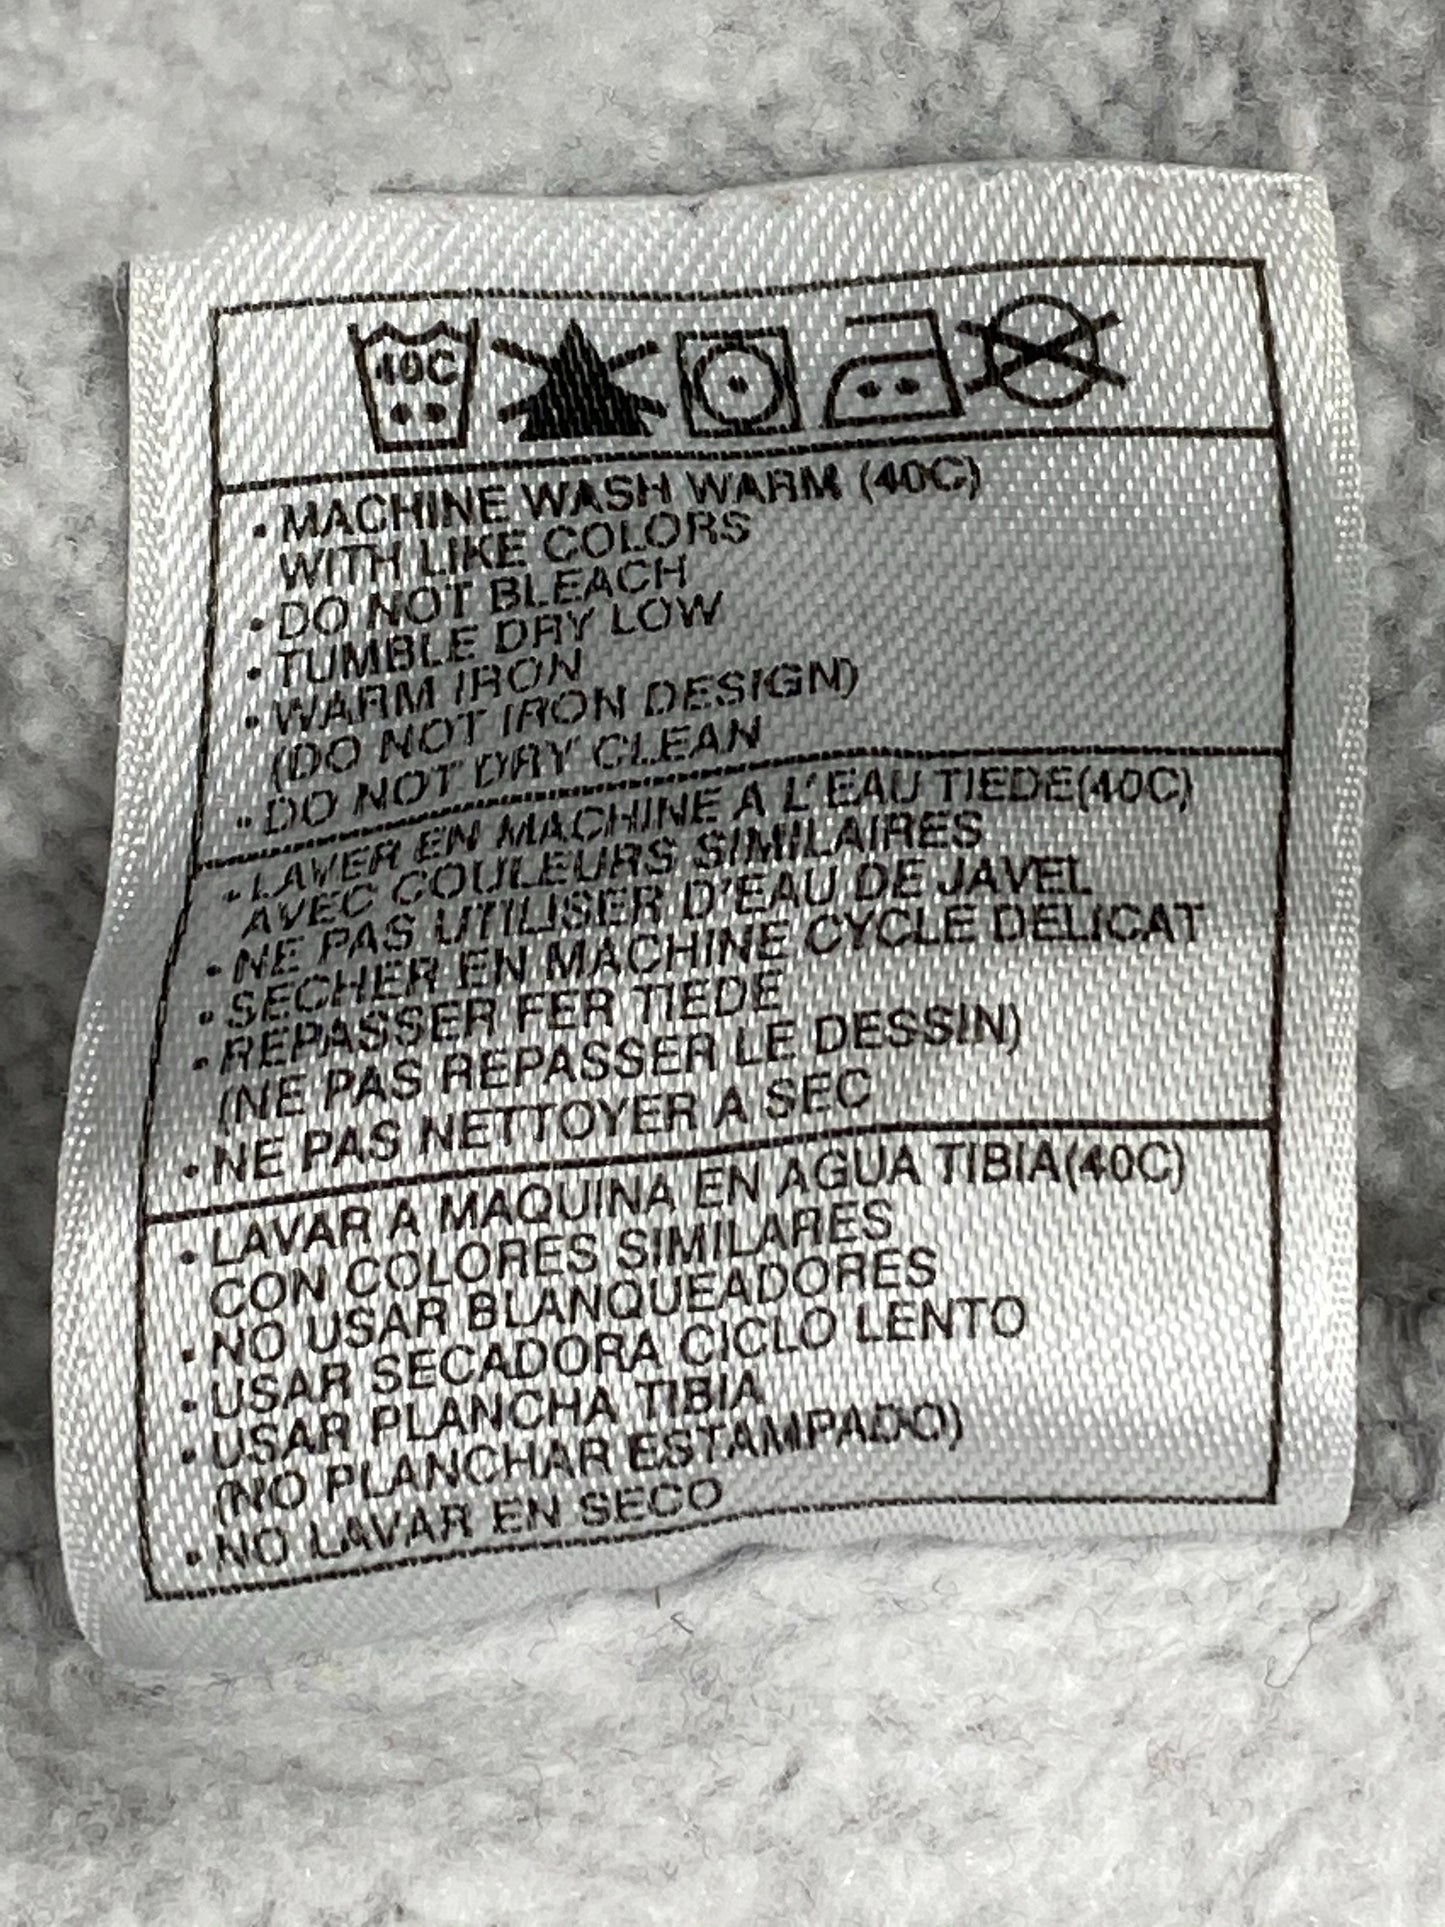 40C
• MACHINE WASH WARM (40C)
WITH LIKE COLORS
• DO NOT BLEACH
• TUMBLE DRY LOW
• WARM IRON
(DO NOT IRON DESIGN)
• DO NOT DRY CLEAN
• LAVER EN MACHINE A L'EAU TIEDE(40C)
AVEC COULEURS SIMILAIRES
• NE PAS UTILISER D'EAU DE JAVEL
• SECHER EN MACHINE CYCLE DELICAT
• REPASSER FER TIEDE
(NE PAS REPASSER LE DESSIN)
• NE PAS NETTOYER A SEC
• LAVAR A MAQUINA EN AGUA TIBIA(40C)
CON COLORES SIMILARES
• NO USAR BLANQUEADORES
• USAR SECADORA CICLO LENTO
• USAR PLANCHA TIBIA
(NO PLANCHAR ESTAMPADO)
• NO LAVAR EN SECO